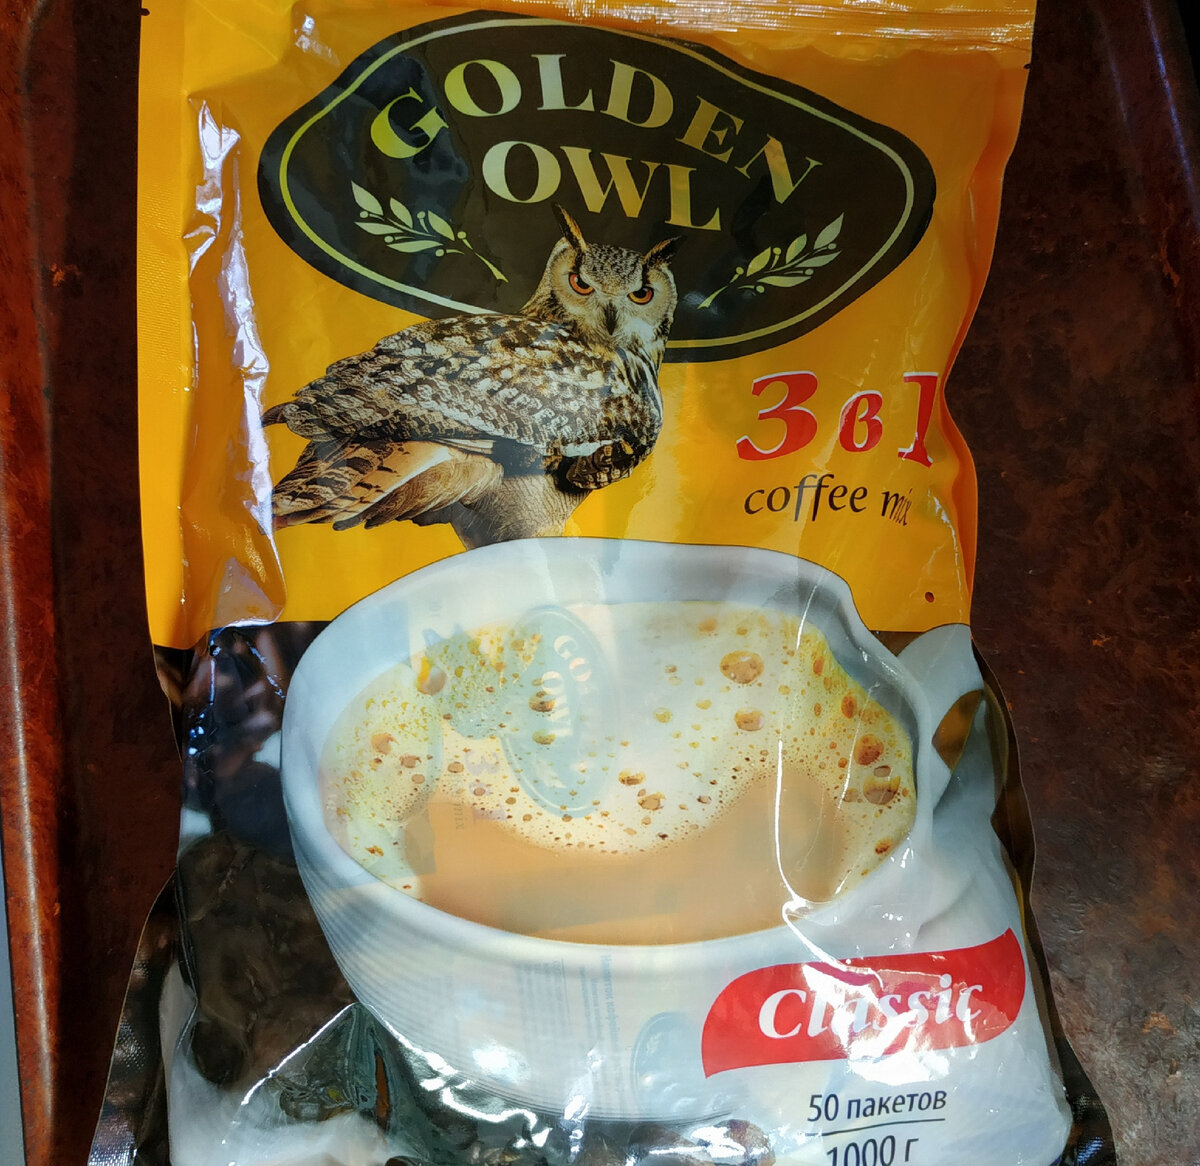 GOLDEN
OWL
3 в 1
coffee mix
Classic
50 пакетов
1000 г